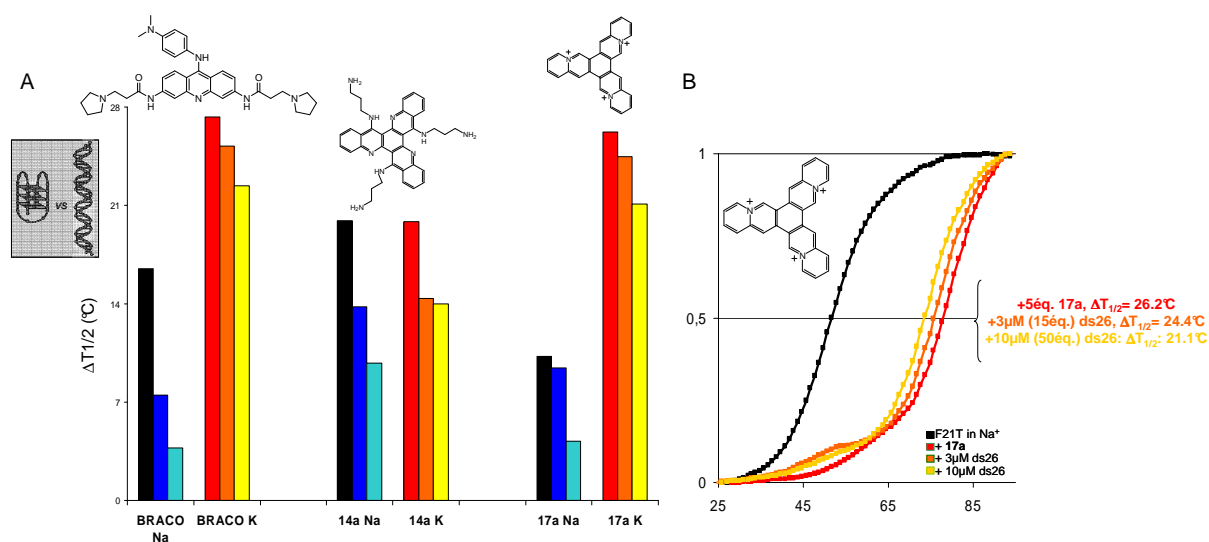 A
N
NH
O
O
N
N
H
N
N
H
N
NH2
HN
N
N
H
NH2
N
N
HN
H2N
N
+
+
N
N
+
vs
28
21
14
7
0
ΔT1/2 (℃)
BRACO Na
BRACO K
14a Na
14a K
17a Na
17a K
B
1
0,5
0
25
45
65
85
N
+
+
N
N
+
+5éq. 17a, ΔT1/2= 26.2℃
+3µM (15éq.) ds26, ΔT1/2= 24.4℃
+10µM (50éq.) ds26: ΔT1/2: 21.1℃
F21T in Na+
+ 17a
+ 3µM ds26
+ 10µM ds26